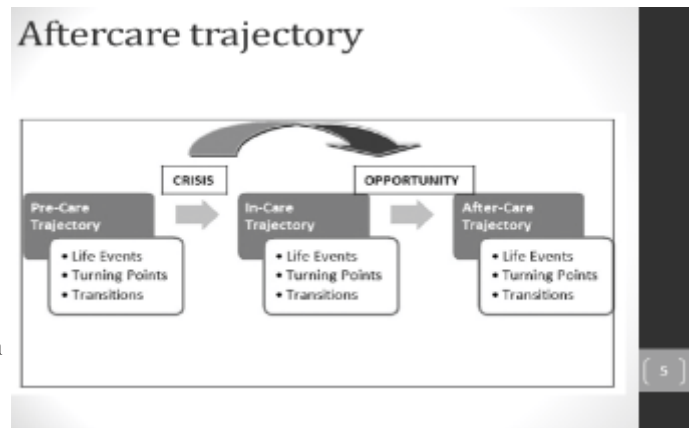 Aftercare trajectory
CRISIS
OPPORTUNITY
Pre-Care
Trajectory
• Life Events
• Turning Points
• Transitions
In-Care
Trajectory
• Life Events
• Turning Points
• Transitions
After-Care
Trajectory
• Life Events
• Turning Points
• Transitions
5